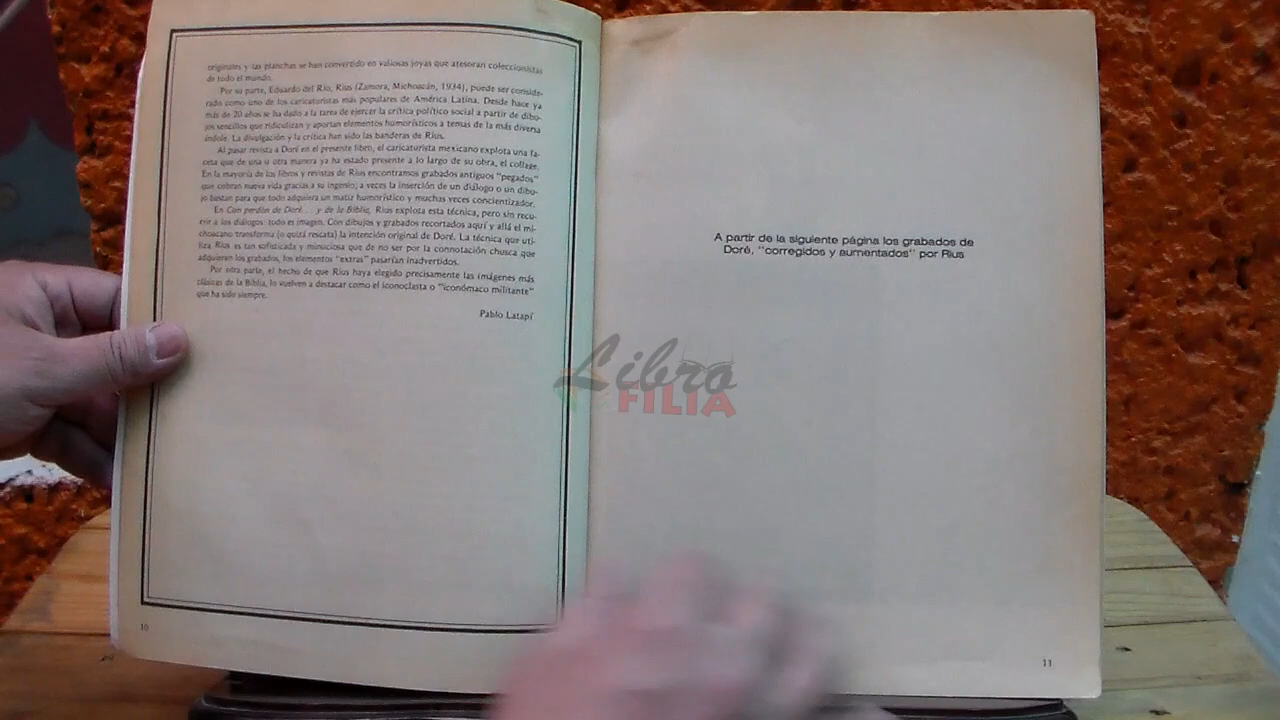 originales y las planchas se han convertido en valiosas joyas que atesoran coleccionistas
de todo el mundo.
Por su parte, Eduardo del Río, Rius (Zamora, Michoacán, 1934), puede ser conside-
rado como uno de los caricaturistas más populares de América Latina. Desde hace ya
más de 20 años se ha dado a la tarea de ejercer la crítica político social a partir de dibu-
jos sencillos que ridiculizan y aportan elementos humorísticos a temas de la más diversa
índole. La divulgación y la crítica han sido las banderas de Rius.
Al pasar revista a Doré en el presente libro, el caricaturista mexicano explota una fa-
ceta que de una u otra manera ya ha estado presente a lo largo de su obra, el collage.
En la mayoría de los libros y revistas de Rius encontramos grabados antiguos "pegados"
que cobran nueva vida gracias a su ingenio; a veces la inserción de un diálogo o un dibu-
jo bastan para que todo adquiera un matiz humorístico y muchas veces concientizador.
En Con perdón de Doré... y de la Biblia, Rius explota esta técnica, pero sin recu-
rrir a los diálogos: todo es imagen. Con dibujos y grabados recortados aquí y allá el mi-
choacano transforma (o quizá rescata) la intención original de Doré. La técnica que uti-
liza Rius es tan sofisticada y minuciosa que de no ser por la connotación chusca que
adquieren los grabados, los elementos "extras" pasarían inadvertidos.
Por otra parte, el hecho de que Rius haya elegido precisamente las imágenes más
clásicas de la Biblia, lo vuelven a destacar como el iconoclasta o "iconómaco militante"
que ha sido siempre.
Pablo Latapí
10
A partir de la siguiente página los grabados de
Doré, "corregidos y aumentados" por Rius
11
Libro
FILIA